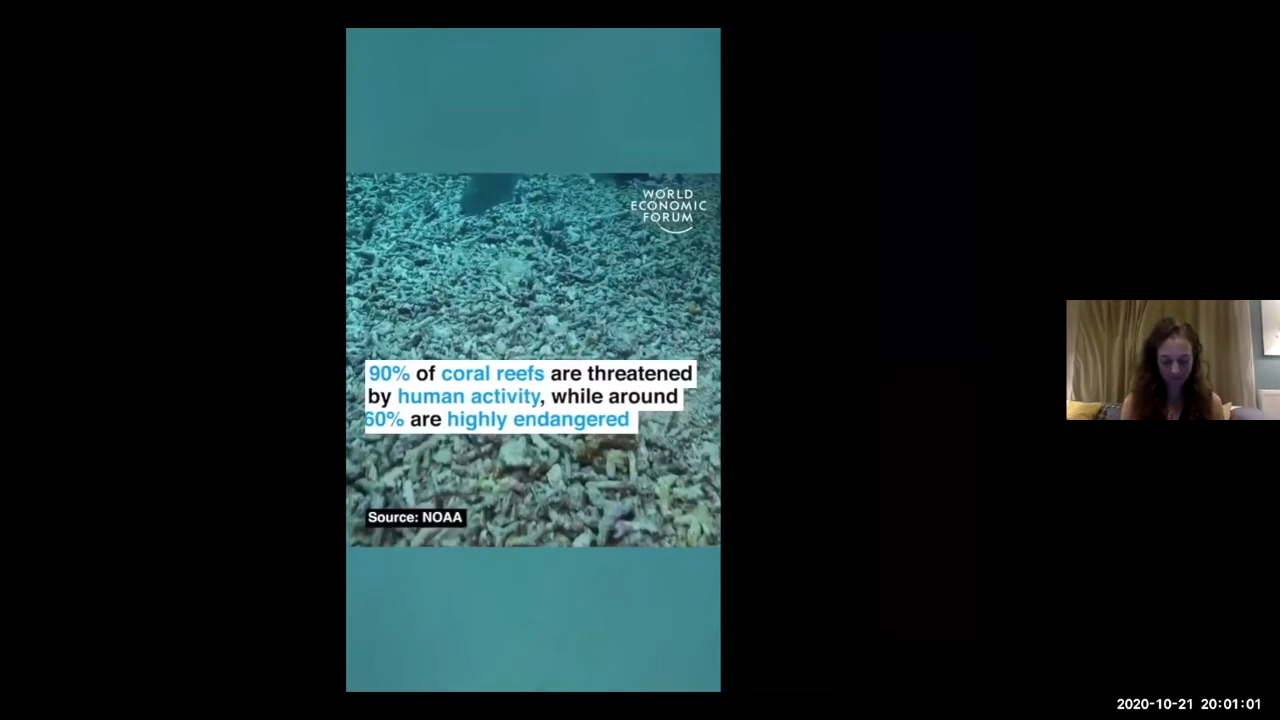 WORLD
ECONOMIC
FORUM
90% of coral reefs are threatened
by human activity, while around
60% are highly endangered
Source: NOAA
2020-10-21 20:01:01